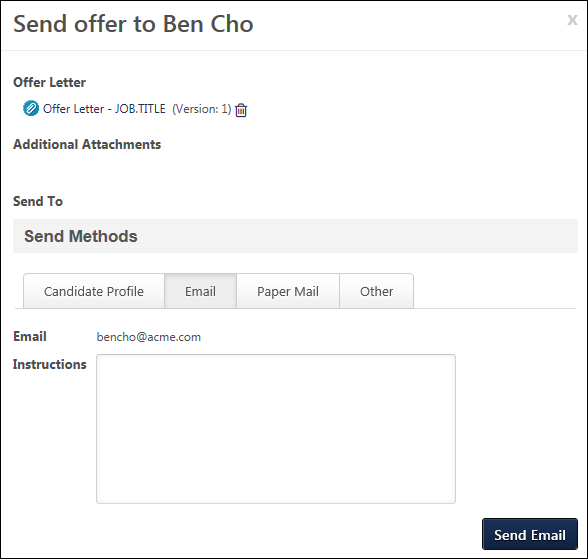 Send offer to Ben Cho
x
Offer Letter
Offer Letter - JOB.TITLE (Version: 1)
Additional Attachments
Send To
Send Methods
Candidate Profile Email Paper Mail Other
Email bencho@acme.com
Instructions
Send Email